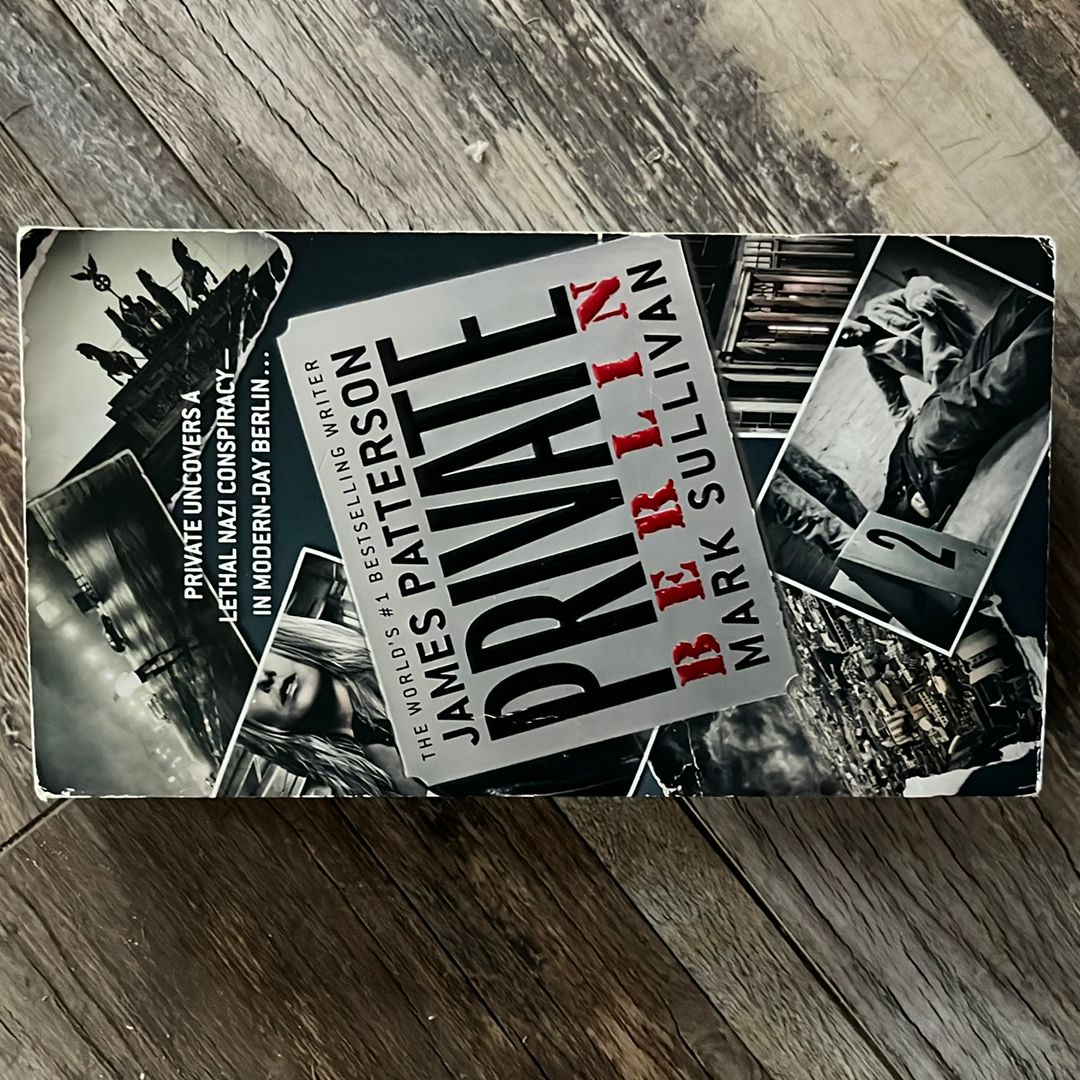 PRIVATE UNCOVERS A
LETHAL NAZI CONSPIRACY—
IN MODERN-DAY BERLIN...
THE WORLD'S #1 BESTSELLING WRITER
JAMES PATTERSON
PRIVATE
BERLIN
MARK SULLIVAN
2
2